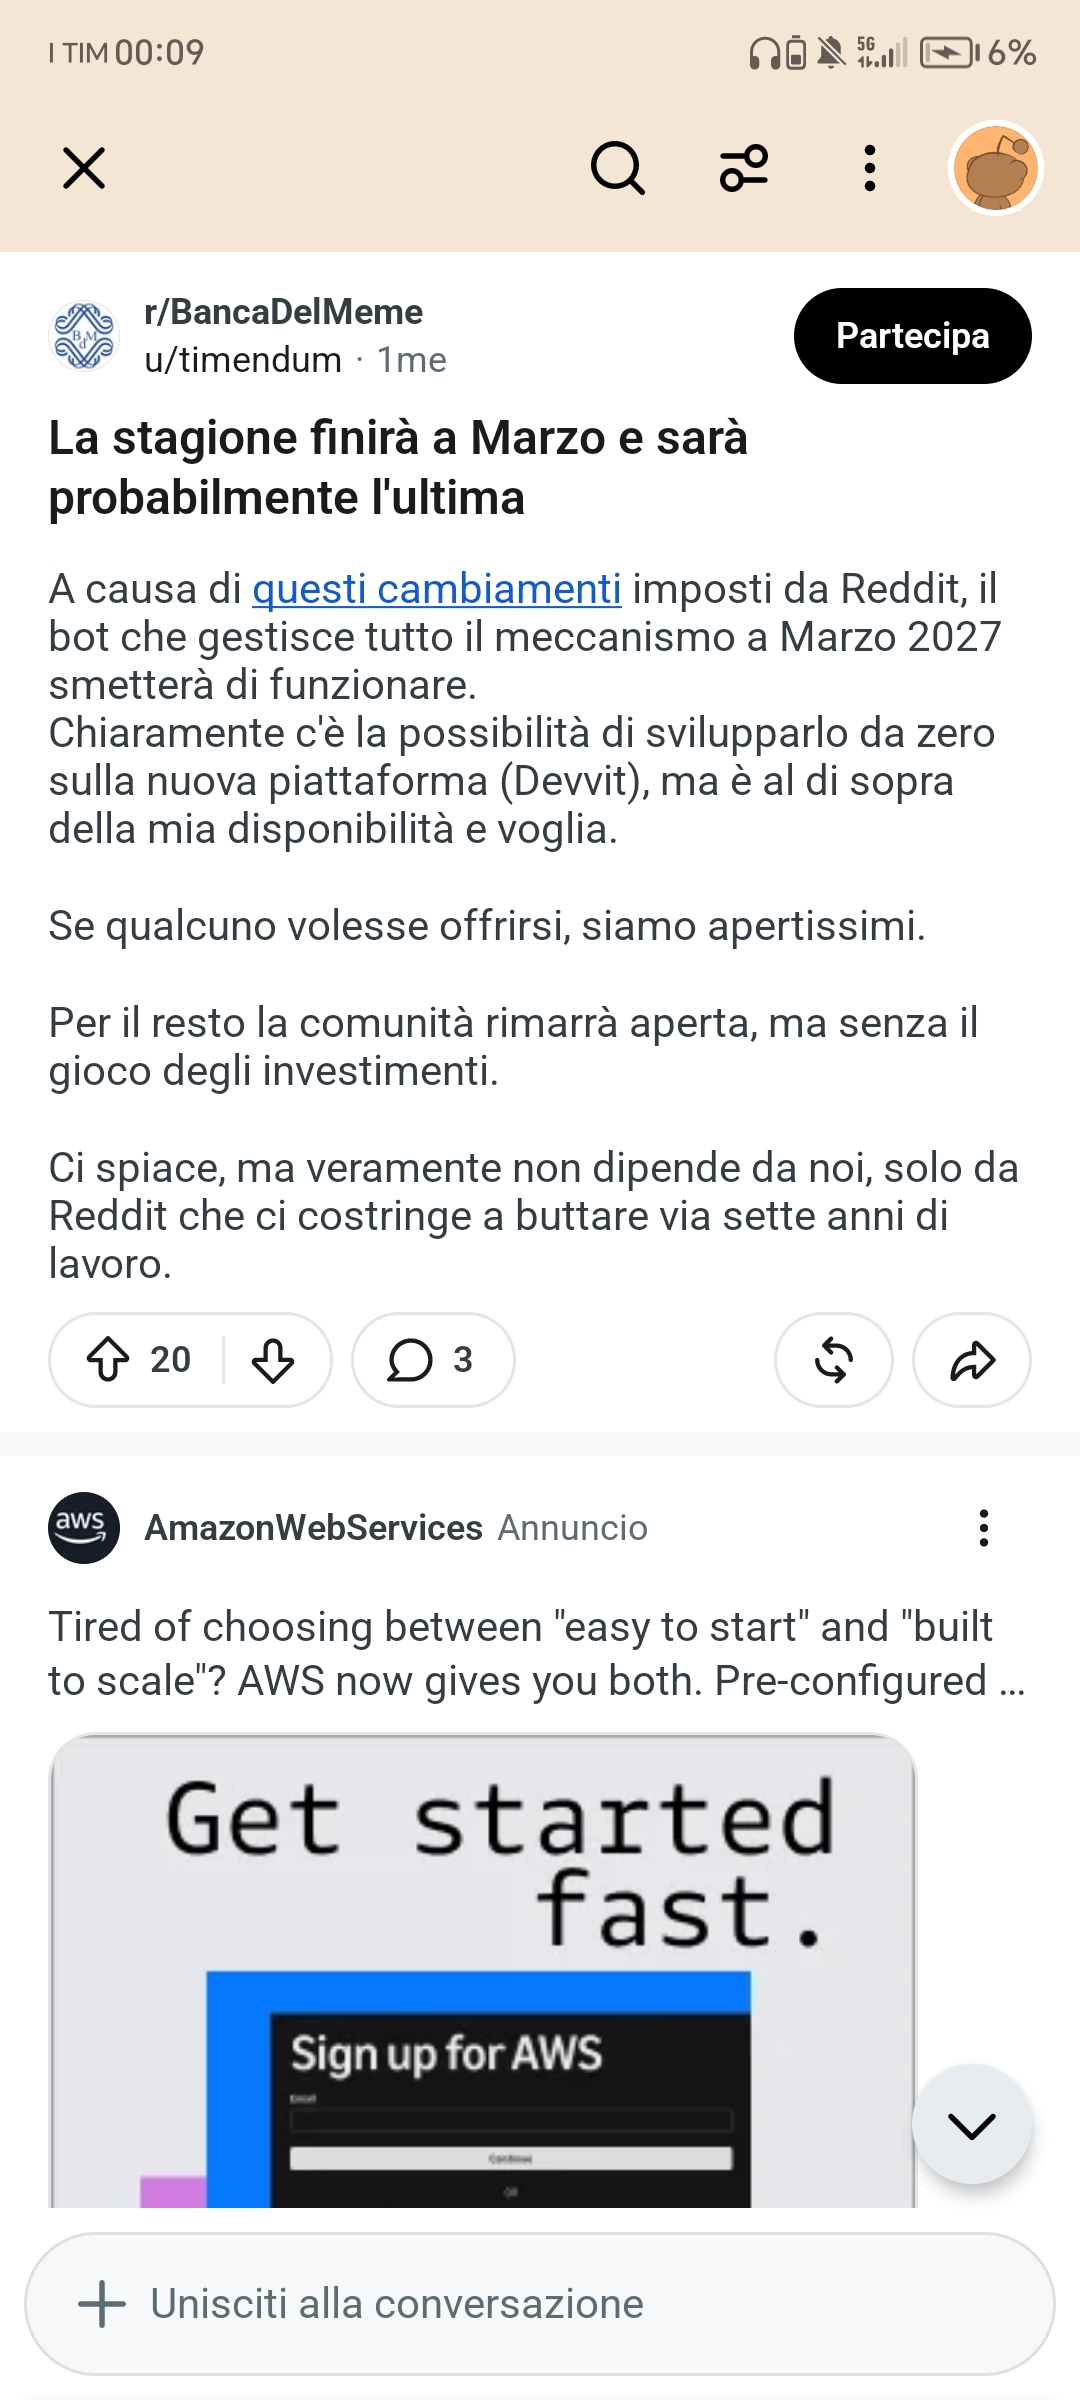 I TIM 00:09
5G
6%
r/BancaDelMeme
u/timendum · 1me
Partecipa
La stagione finirà a Marzo e sarà
probabilmente l'ultima
A causa di questi cambiamenti imposti da Reddit, il
bot che gestisce tutto il meccanismo a Marzo 2027
smetterà di funzionare.
Chiaramente c'è la possibilità di svilupparlo da zero
sulla nuova piattaforma (Devvit), ma è al di sopra
della mia disponibilità e voglia.
Se qualcuno volesse offrirsi, siamo apertissimi.
Per il resto la comunità rimarrà aperta, ma senza il
gioco degli investimenti.
Ci spiace, ma veramente non dipende da noi, solo da
Reddit che ci costringe a buttare via sette anni di
lavoro.
20
3
aws
AmazonWebServices Annuncio
Tired of choosing between "easy to start" and "built
to scale"? AWS now gives you both. Pre-configured ...
Get started
fast.
Sign up for AWS
Email
Continue
Unisciti alla conversazione